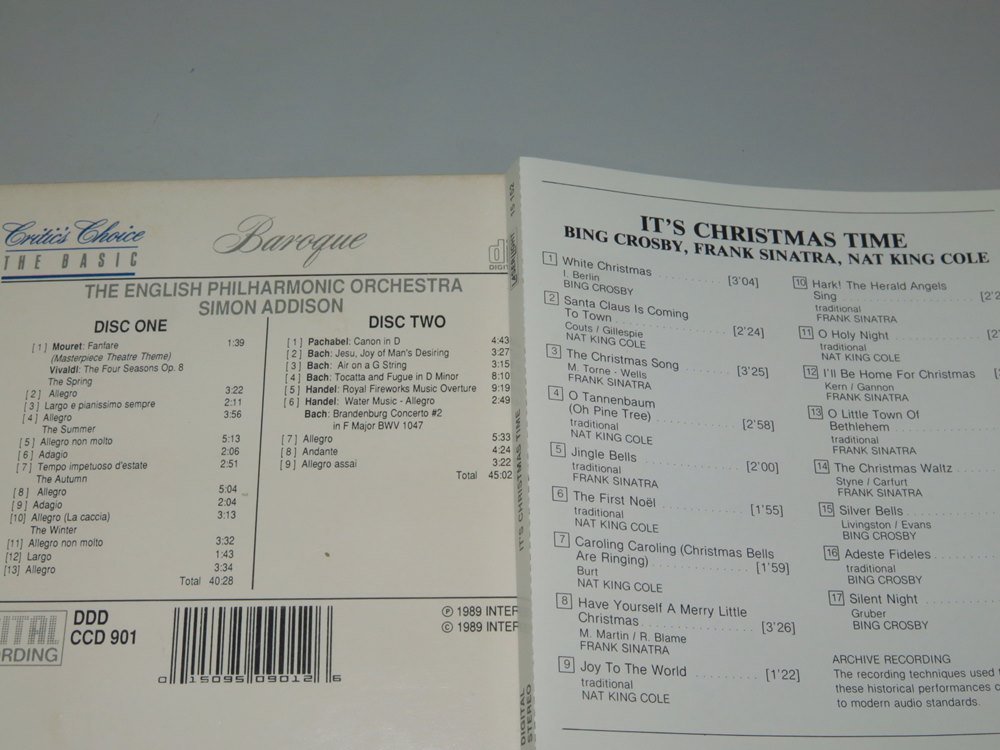 Critic's Choice
THE BASIC
Baroque
THE ENGLISH PHILHARMONIC ORCHESTRA
SIMON ADDISON
DISC ONE
[1] Mouret: Fanfare 1:39
(Masterpiece Theatre Theme)
Vivaldi: The Four Seasons Op. 8
The Spring
[2] Allegro 3:22
[3] Largo e pianissimo sempre 2:11
[4] Allegro 3:56
The Summer
[5] Allegro non molto 5:13
[6] Adagio 2:06
[7] Tempo impetuoso d'estate 2:51
The Autumn
[8] Allegro 5:04
[9] Adagio 2:04
[10] Allegro (La caccia) 3:13
The Winter
[11] Allegro non molto 3:32
[12] Largo 1:43
[13] Allegro 3:34
Total 40:28
DISC TWO
[1] Pachabel: Canon in D 4:43
[2] Bach: Jesu, Joy of Man's Desiring 3:27
[3] Bach: Air on a G String 3:15
[4] Bach: Tocatta and Fugue in D Minor 8:10
[5] Handel: Royal Fireworks Music Overture 9:19
[6] Handel: Water Music - Allegro 2:49
Bach: Brandenburg Concerto #2
in F Major BWV 1047
[7] Allegro 5:33
[8] Andante 4:24
[9] Allegro assai 3:22
Total 45:02
DDD
CCD 901
0 15095 09012 6
℗ 1989 INTER
© 1989 INTER
15 152
IT'S CHRISTMAS TIME
DIGITAL
STEREO
IT'S CHRISTMAS TIME
BING CROSBY, FRANK SINATRA, NAT KING COLE
1 White Christmas [3'04]
I. Berlin
BING CROSBY
2 Santa Claus Is Coming
To Town [2'24]
Couts / Gillespie
NAT KING COLE
3 The Christmas Song [3'25]
M. Torne - Wells
FRANK SINATRA
4 O Tannenbaum
(Oh Pine Tree) [2'58]
traditional
NAT KING COLE
5 Jingle Bells [2'00]
traditional
FRANK SINATRA
6 The First Noël [1'55]
traditional
NAT KING COLE
7 Caroling Caroling (Christmas Bells
Are Ringing) [1'59]
Burt
NAT KING COLE
8 Have Yourself A Merry Little
Christmas [3'26]
M. Martin / R. Blame
FRANK SINATRA
9 Joy To The World [1'22]
traditional
NAT KING COLE
10 Hark! The Herald Angels
Sing [2'2
traditional
FRANK SINATRA
11 O Holy Night
traditional
NAT KING COLE
12 I'll Be Home For Christmas
Kern / Gannon
FRANK SINATRA
13 O Little Town Of
Bethlehem
traditional
FRANK SINATRA
14 The Christmas Waltz
Styne / Carfurt
FRANK SINATRA
15 Silver Bells
Livingston / Evans
BING CROSBY
16 Adeste Fideles
traditional
BING CROSBY
17 Silent Night
Gruber
BING CROSBY
ARCHIVE RECORDING
The recording techniques used
these historical performances
to modern audio standards.